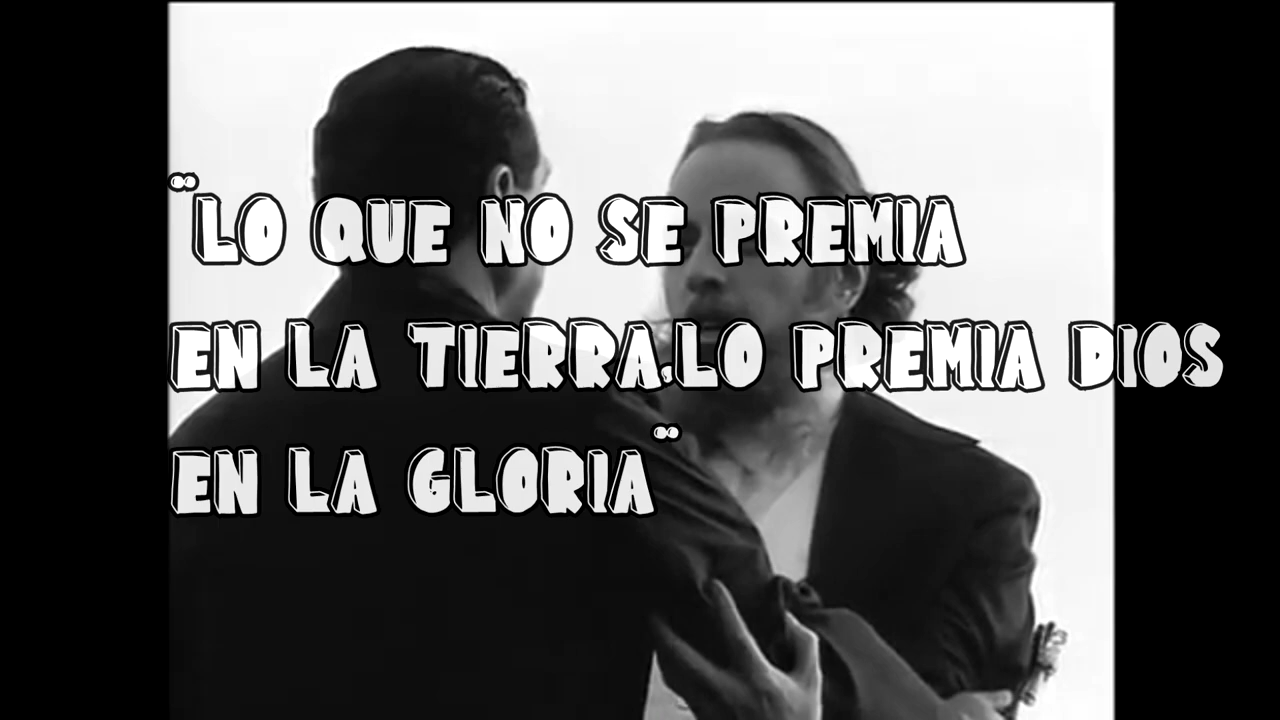 ¨LO QUE NO SE PREMIA
EN LA TIERRA,LO PREMIA DIOS
EN LA GLORIA¨